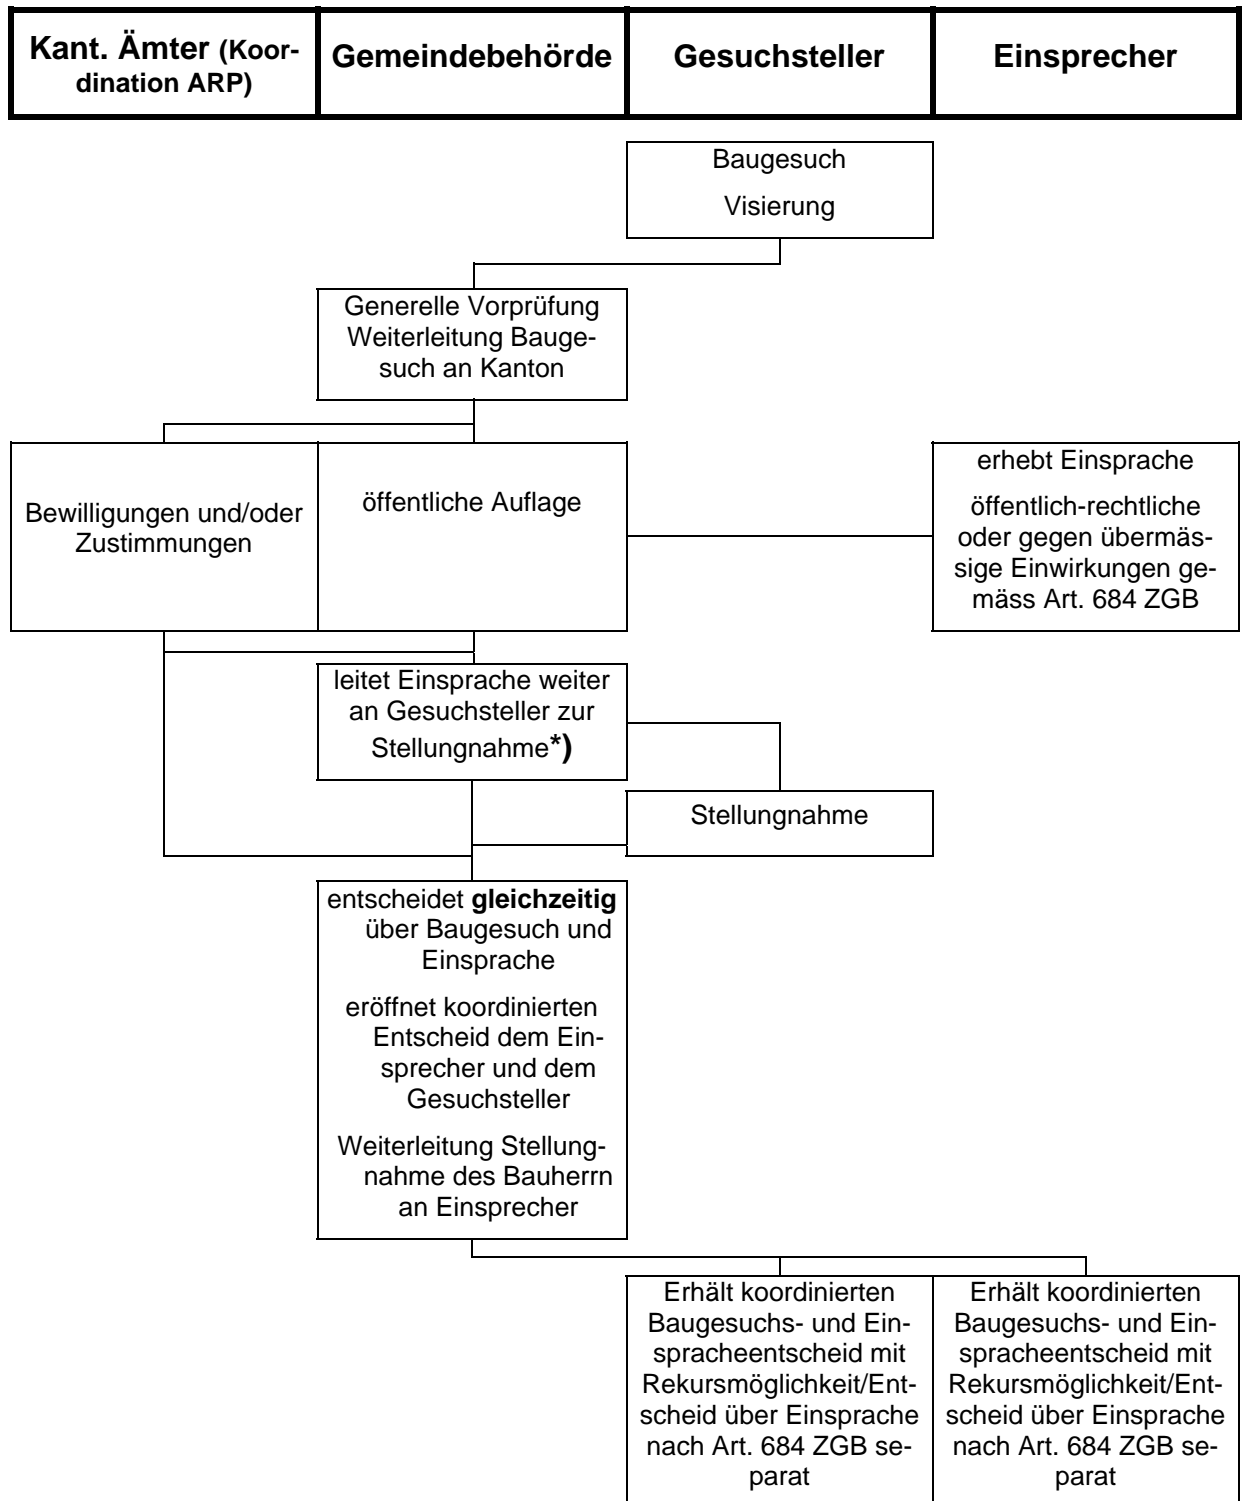 Kant. Ämter (Koor-
dination ARP)
Gemeindebehörde
Gesuchsteller
Einsprecher
Baugesuch
Visierung
Generelle Vorprüfung
Weiterleitung Bauge-
such an Kanton
Bewilligungen und/oder
Zustimmungen
öffentliche Auflage
erhebt Einsprache
öffentlich-rechtliche
oder gegen übermäs-
sige Einwirkungen ge-
mäss Art. 684 ZGB
leitet Einsprache weiter
an Gesuchsteller zur
Stellungnahme*)
Stellungnahme
entscheidet gleichzeitig
über Baugesuch und
Einsprache
eröffnet koordinierten
Entscheid dem Ein-
sprecher und dem
Gesuchsteller
Weiterleitung Stellung-
nahme des Bauherrn
an Einsprecher
Erhält koordinierten
Baugesuchs- und Ein-
spracheentscheid mit
Rekursmöglichkeit/Ent-
scheid über Einsprache
nach Art. 684 ZGB se-
parat
Erhält koordinierten
Baugesuchs- und Ein-
spracheentscheid mit
Rekursmöglichkeit/Ent-
scheid über Einsprache
nach Art. 684 ZGB se-
parat